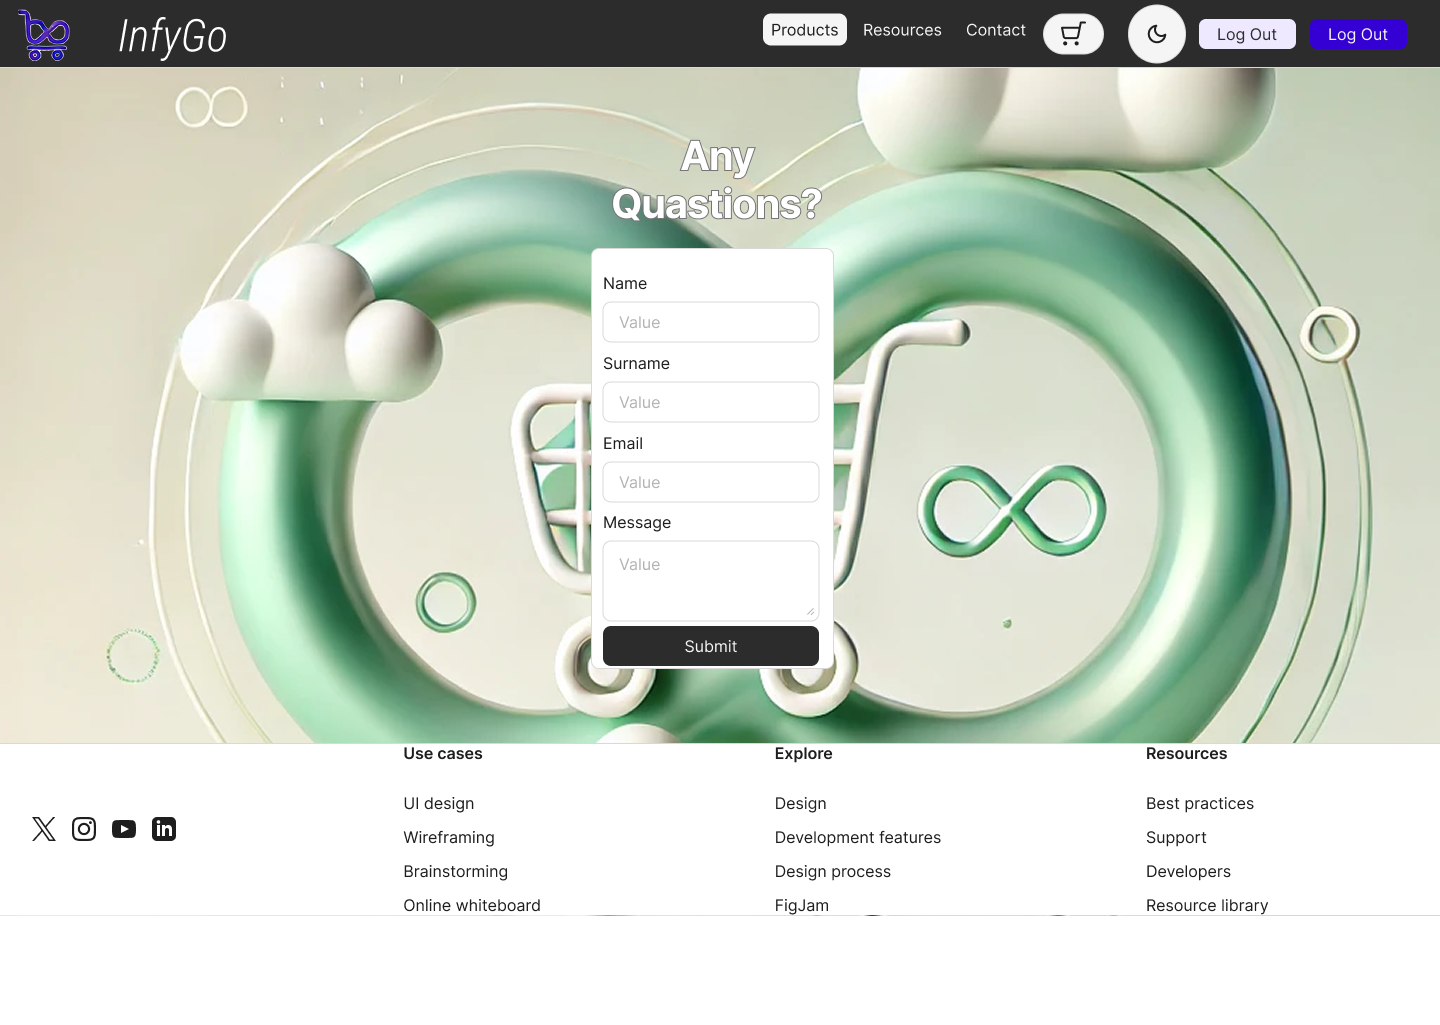 InfyGo
Products Resources Contact Log Out Log Out
Any
Quastions?
Name
Value
Surname
Value
Email
Value
Message
Value
Submit
Use cases
UI design
Wireframing
Brainstorming
Online whiteboard
Explore
Design
Development features
Design process
FigJam
Resources
Best practices
Support
Developers
Resource library